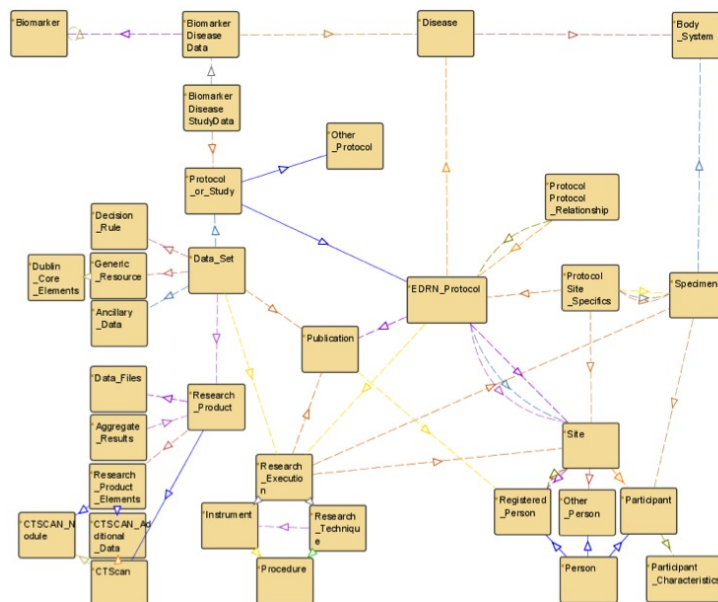 Biomarker
Biomarker
Disease
Data
Disease
Body
_System
Biomarker
Disease
StudyData
Other
_Protocol
Protocol
_or_Study
Protocol
Protocol
_Relationship
Decision
_Rule
Dublin
_Core
_Elements
Generic
_Resource
Data_Set
EDRN_Protocol
Protocol
Site
_Specifics
Specimen
Ancillary
_Data
Publication
Data_Files
Research
_Product
Aggregate
_Results
Site
Research
_Product
_Elements
Research
_Executio
n
Registered
_Person
Other
_Person
Participant
CTSCAN_N
odule
CTSCAN_Ad
ditional
_Data
Instrument
Research
_Techniqu
e
CTScan
Procedure
Person
Participant
_Characteristics